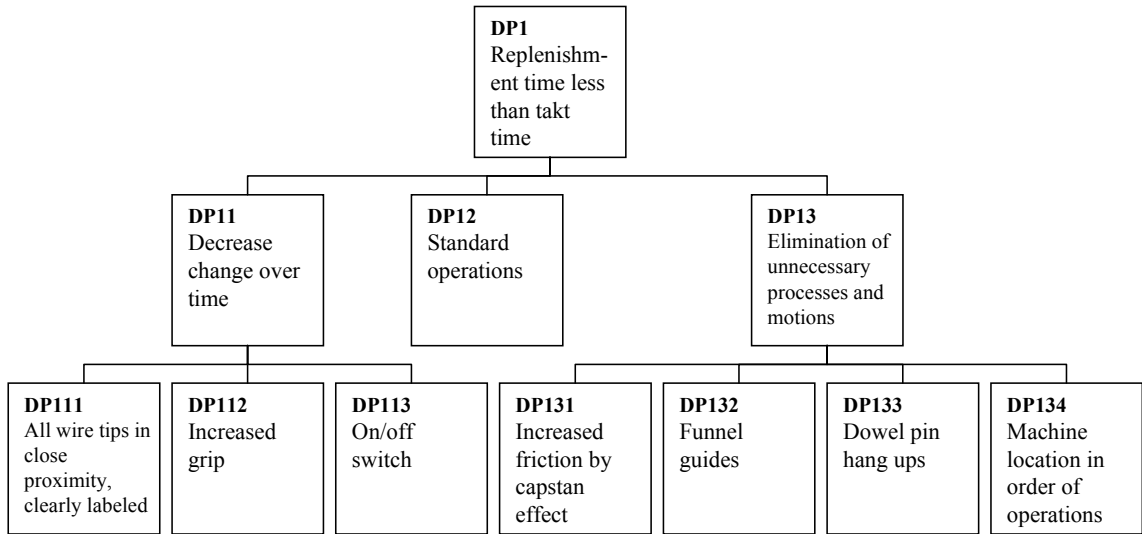 DP1
Replenishm-
ent time less
than takt
time
DP11
Decrease
change over
time
DP12
Standard
operations
DP13
Elimination of
unnecessary
processes and
motions
DP111
All wire tips in
close
proximity,
clearly labeled
DP112
Increased
grip
DP113
On/off
switch
DP131
Increased
friction by
capstan
effect
DP132
Funnel
guides
DP133
Dowel pin
hang ups
DP134
Machine
location in
order of
operations